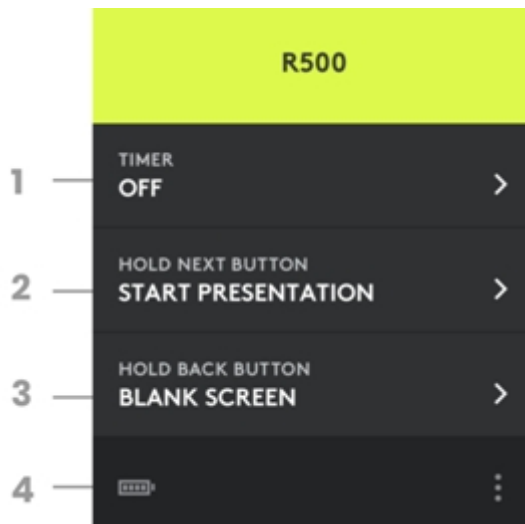 R500
TIMER
1
OFF
HOLD NEXT BUTTON
2
START PRESENTATION
HOLD BACK BUTTON
3
BLANK SCREEN
4